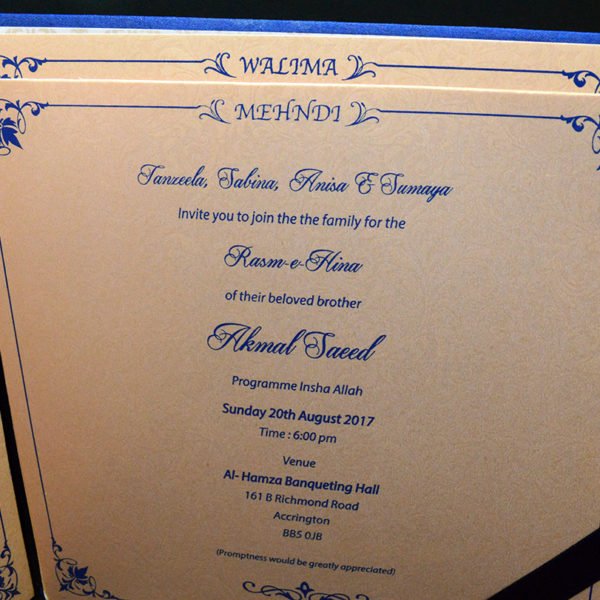 WALIMA
MEHNDI
Tanzeela, Sabina, Anisa & Sumaya
Invite you to join the the family for the
Rasm-e-Hina
of their beloved brother
Akmal Saeed
Programme Insha Allah
Sunday 20th August 2017
Time : 6:00 pm
Venue
Al- Hamza Banqueting Hall
161 B Richmond Road
Accrington
BB5 0JB
(Promptness would be greatly appreciated)